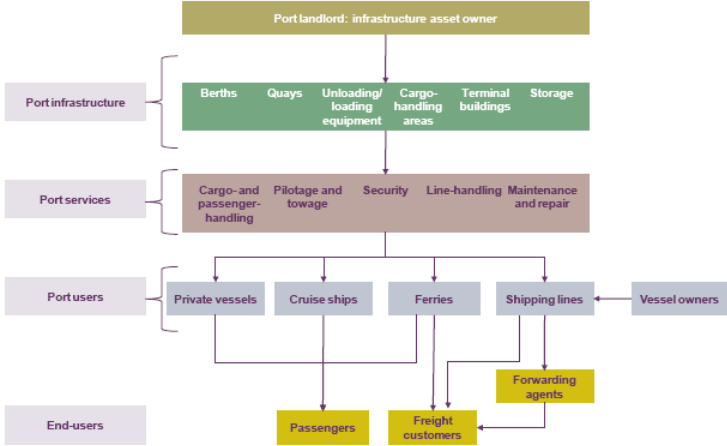 Port landlord: infrastructure asset owner
Port infrastructure
Berths
Quays
Unloading/
loading
equipment
Cargo-
handling
areas
Terminal
buildings
Storage
Port services
Cargo- and
passenger-
handling
Pilotage and
towage
Security
Line-handling
Maintenance
and repair
Port users
Private vessels
Cruise ships
Ferries
Shipping lines
Vessel owners
Forwarding
agents
End-users
Passengers
Freight
customers